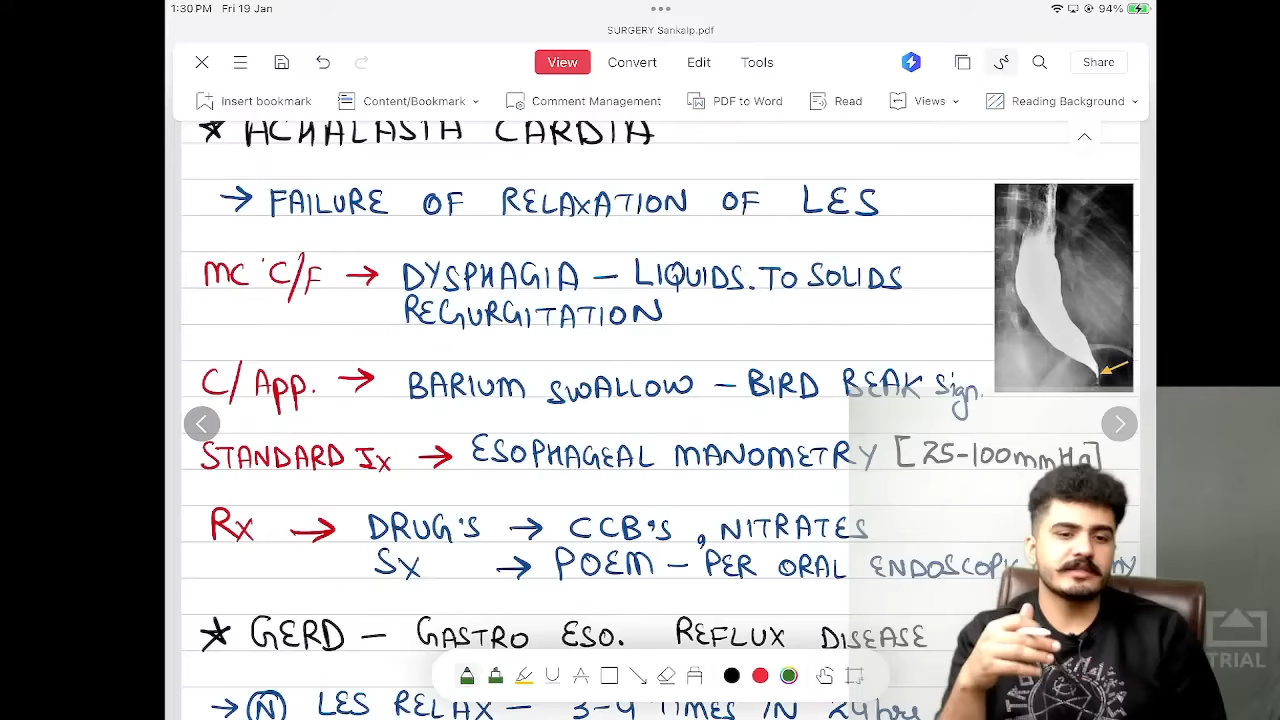 1:30 PM Fri 19 Jan
94%
SURGERY Sankalp.pdf
View Convert Edit Tools Share
Insert bookmark Content/Bookmark Comment Management PDF to Word Read Views Reading Background
★ ACHALASIA CARDIA
→ FAILURE OF RELAXATION OF LES
MC C/F → DYSPHAGIA – LIQUIDS. TO SOLIDS
REGURGITATION
C/App. → BARIUM SWALLOW – BIRD BEAK Sign.
STANDARD Ix → ESOPHAGEAL MANOMETRY [25-100mmHg]
Rx → DRUG'S → CCB'S, NITRATES
Sx → POEM – PER ORAL ENDOSCOPIC
★ GERD – GASTRO ESO. REFLUX DISEASE
→ (N) LES RELAX – 3-4 TIMES IN 24hrs
TRIAL